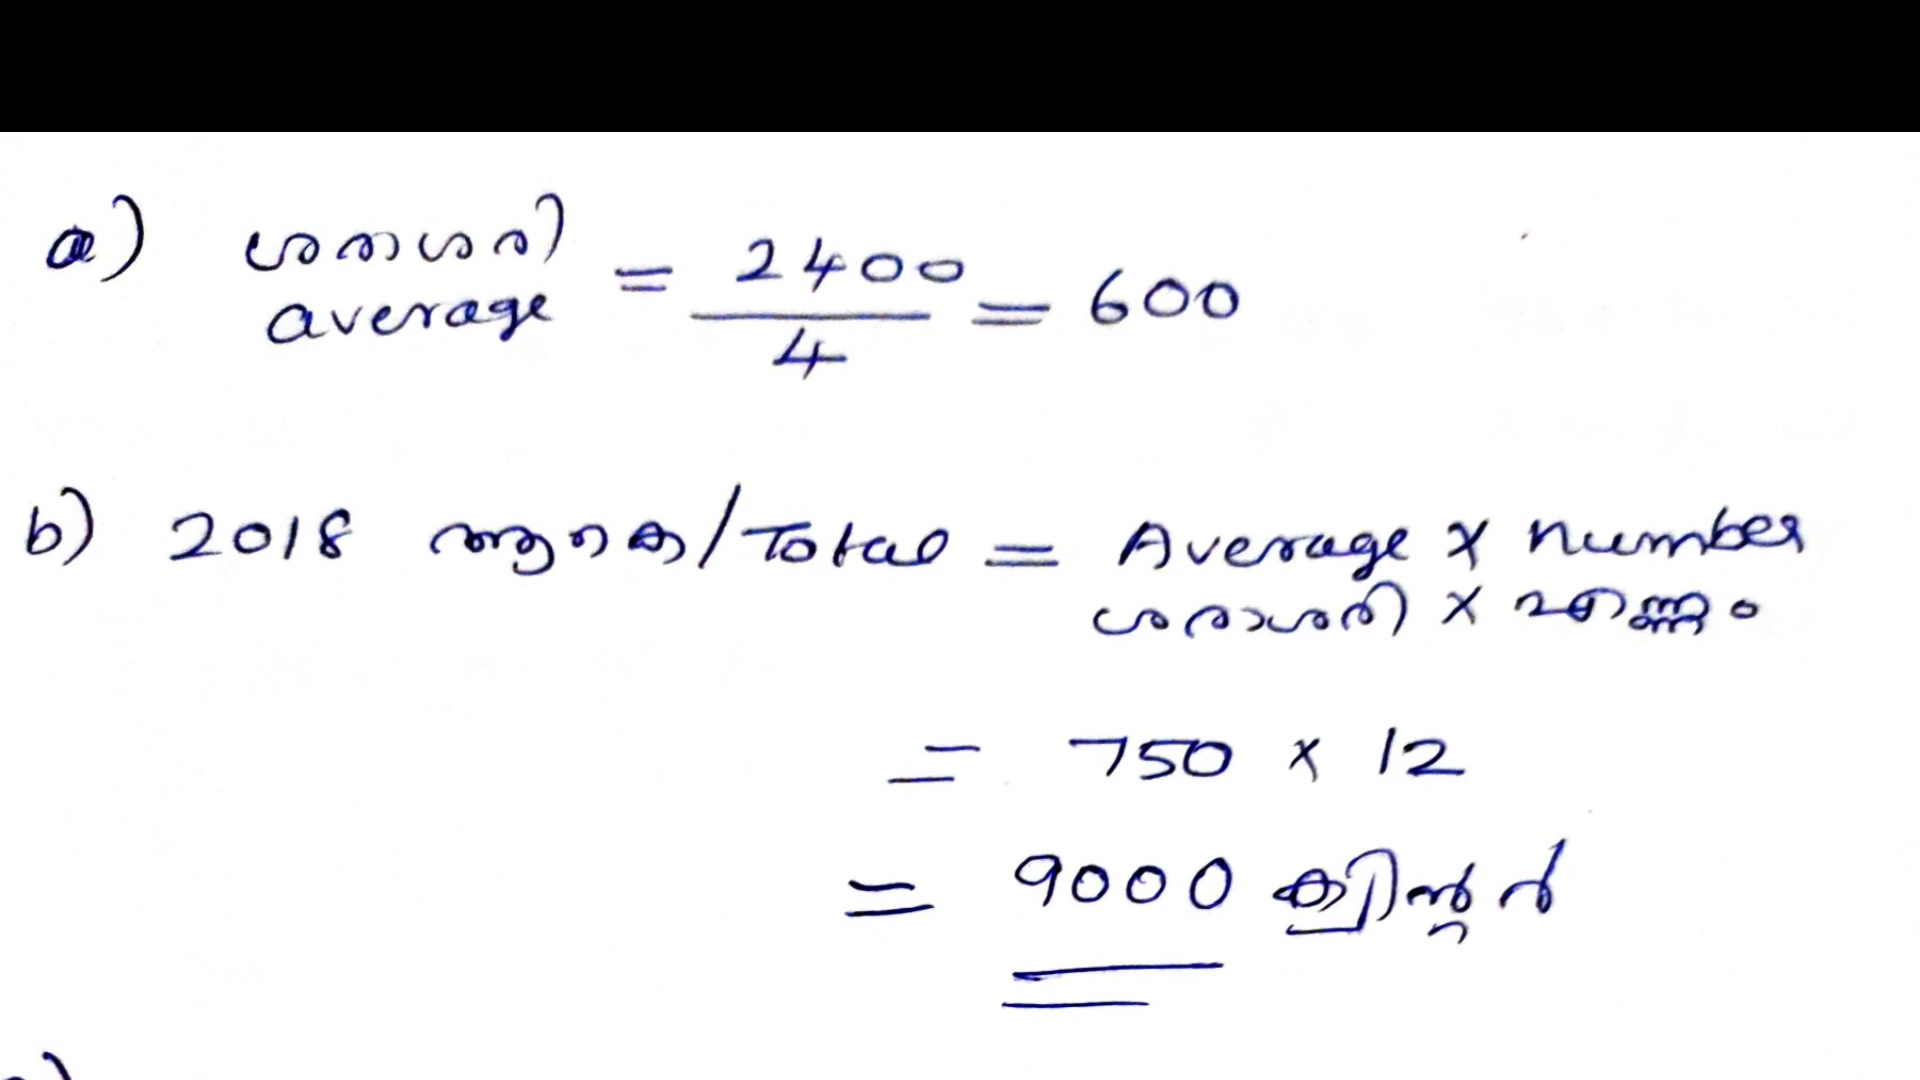 a) ശരാശരി
average = 2400/4 = 600
b) 2018 ആകെ/Total = Average x number
ശരാശരി x എണ്ണം
= 750 x 12
= 9000 ക്വിന്റൽ